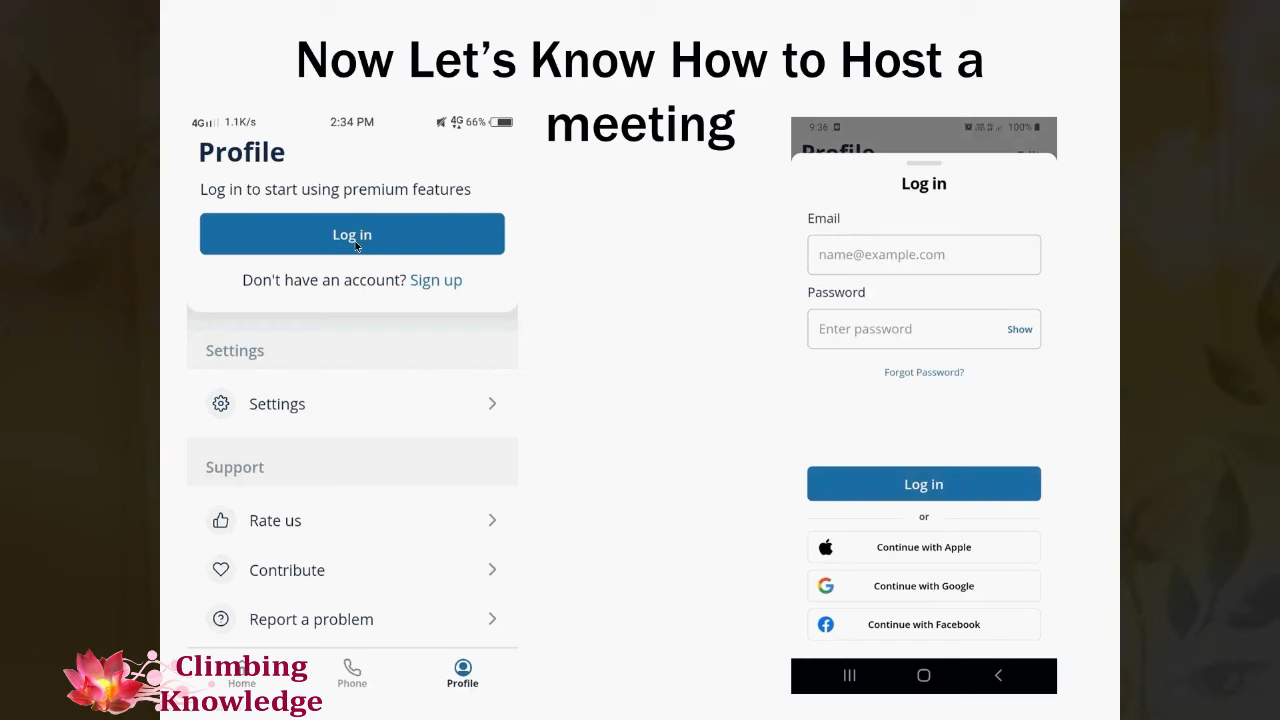 Now Let’s Know How to Host a
meeting
4G 1.1K/s 2:34 PM 4G 66%
Profile
Log in to start using premium features
Log in
Don't have an account? Sign up
Settings
Settings
Support
Rate us
Contribute
Report a problem
Home Phone Profile
9:36 100%
Profile
Log in
Email
name@example.com
Password
Enter password Show
Forgot Password?
Log in
or
Continue with Apple
Continue with Google
Continue with Facebook
Climbing
Knowledge